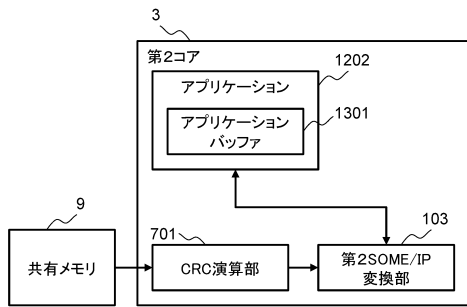 3
第2コア
1202
アプリケーション
1301
アプリケーション
バッファ
9
701
103
共有メモリ
CRC演算部
第2SOME/IP
変換部